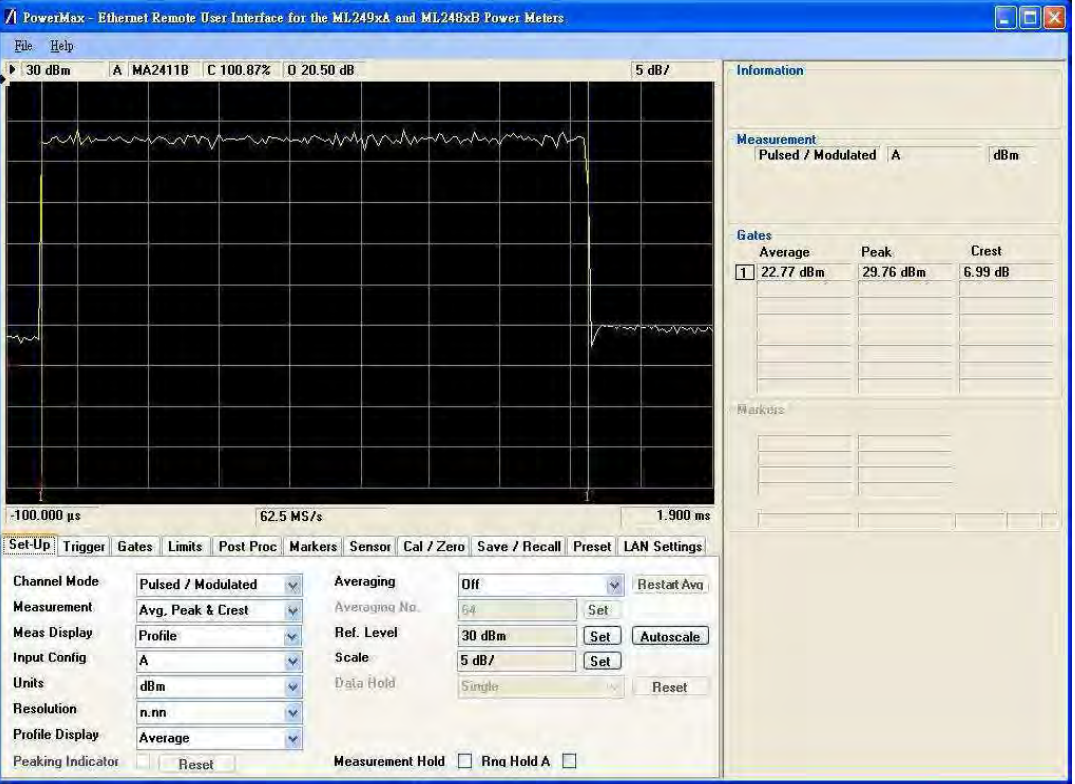 PowerMax - Ethernet Remote User Interface for the ML249xA and ML248xB Power Meters
File Help
30 dBm A MA2411B C 100.87% O 20.50 dB 5 dB/
Information
Measurement
Pulsed / Modulated A dBm
Gates
Average Peak Crest
1 22.77 dBm 29.76 dBm 6.99 dB
Markers
1 1'
-100.000 µs 62.5 MS/s 1.900 ms
Set-Up Trigger Gates Limits Post Proc Markers Sensor Cal / Zero Save / Recall Preset LAN Settings
Channel Mode Pulsed / Modulated Averaging Off Restart Avg
Measurement Avg, Peak & Crest Averaging No. 64 Set
Meas Display Profile Ref. Level 30 dBm Set Autoscale
Input Config A Scale 5 dB/ Set
Units dBm Data Hold Single Reset
Resolution n.nn
Profile Display Average
Peaking Indicator Reset Measurement Hold Rng Hold A